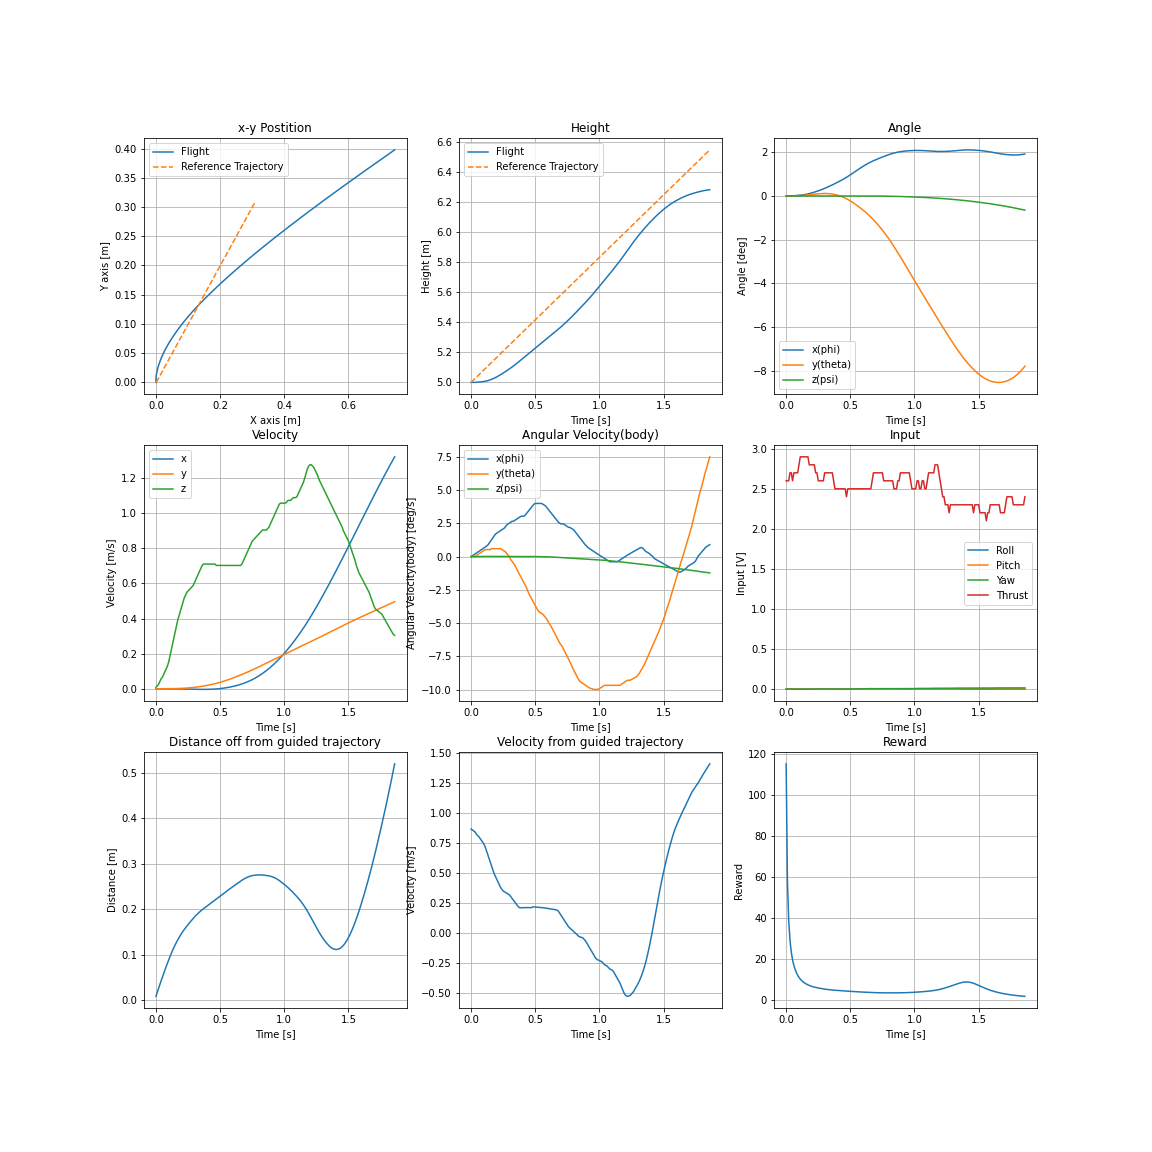 x-y Postition
Flight
Reference Trajectory
Y axis [m]
0.40
0.35
0.30
0.25
0.20
0.15
0.10
0.05
0.00
0.0 0.2 0.4 0.6
X axis [m]
Height
Flight
Reference Trajectory
Height [m]
6.6
6.4
6.2
6.0
5.8
5.6
5.4
5.2
5.0
0.0 0.5 1.0 1.5
Time [s]
Angle
Angle [deg]
2
0
−2
−4
−6
−8
x(phi)
y(theta)
z(psi)
0.0 0.5 1.0 1.5
Time [s]
Velocity
x
y
z
Velocity [m/s]
1.2
1.0
0.8
0.6
0.4
0.2
0.0
0.0 0.5 1.0 1.5
Time [s]
Angular Velocity(body)
x(phi)
y(theta)
z(psi)
Angular Velocity(body) [deg/s]
7.5
5.0
2.5
0.0
−2.5
−5.0
−7.5
−10.0
0.0 0.5 1.0 1.5
Time [s]
Input
Input [V]
3.0
2.5
2.0
1.5
1.0
0.5
0.0
Roll
Pitch
Yaw
Thrust
0.0 0.5 1.0 1.5
Time [s]
Distance off from guided trajectory
Distance [m]
0.5
0.4
0.3
0.2
0.1
0.0
0.0 0.5 1.0 1.5
Time [s]
Velocity from guided trajectory
Velocity [m/s]
1.50
1.25
1.00
0.75
0.50
0.25
0.00
−0.25
−0.50
0.0 0.5 1.0 1.5
Time [s]
Reward
Reward
120
100
80
60
40
20
0
0.0 0.5 1.0 1.5
Time [s]